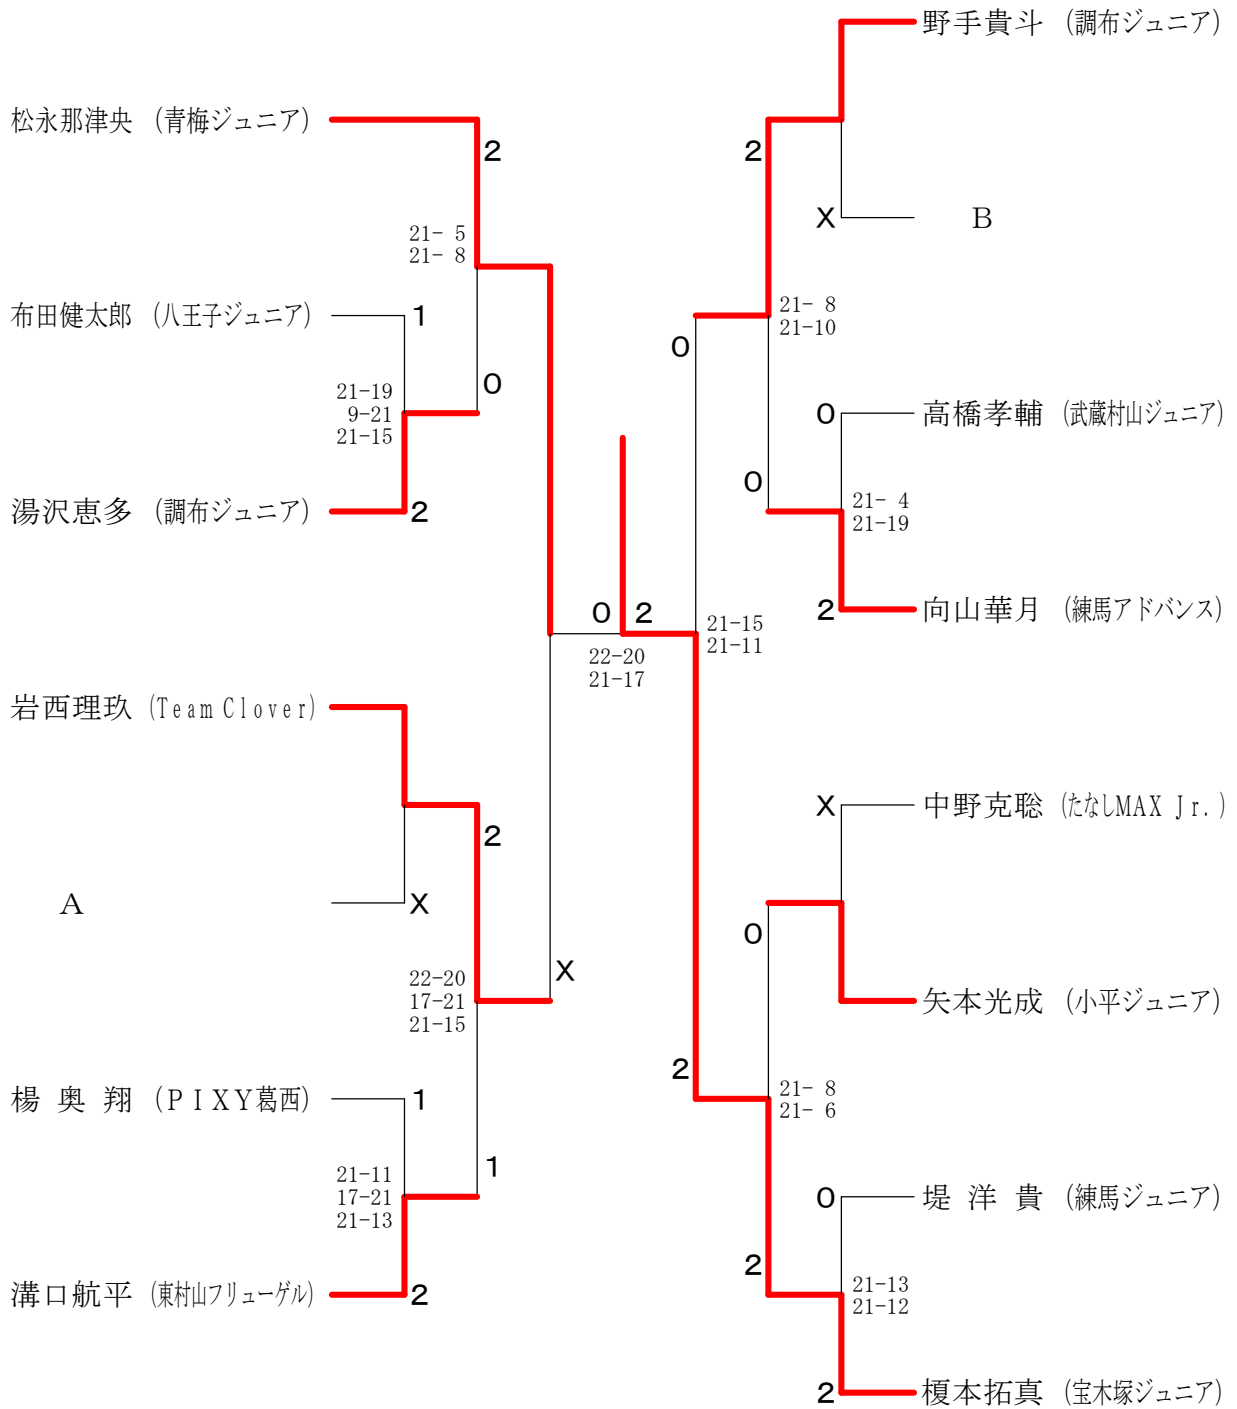 野手貴斗 (調布ジュニア)
松永那津央 (青梅ジュニア)
2
2
X
B
21- 5
21- 8
布田健太郎 (八王子ジュニア)
1
21- 8
21-10
0
21-19
9-21
21-15
0
0
高橋孝輔 (武蔵村山ジュニア)
0
湯沢恵多 (調布ジュニア)
2
21- 4
21-19
0
2
22-20
21-17
21-15
21-11
2
向山華月 (練馬アドバンス)
岩西理玖 (Team Clover)
2
X
中野克聡 (たなしMAX Jr.)
A
X
0
22-20
17-21
21-15
X
矢本光成 (小平ジュニア)
楊 奥 翔 (PIXY葛西)
1
2
21- 8
21- 6
21-11
17-21
21-13
1
0
堤 洋 貴 (練馬ジュニア)
溝口航平 (東村山フリューゲル)
2
2
21-13
21-12
2
榎本拓真 (宝木塚ジュニア)